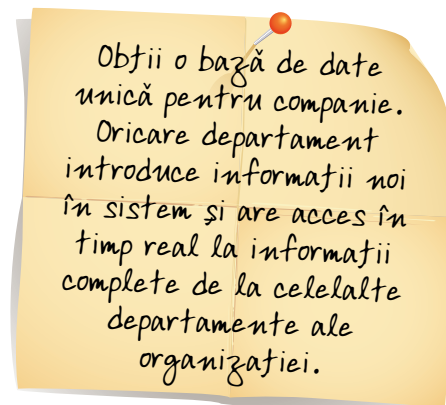 Obții o bază de date
unică pentru companie.
Oricare departament
introduce informații noi
în sistem și are acces în
timp real la informații
complete de la celelalte
departamente ale
organizației.